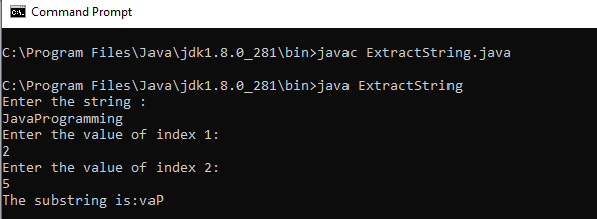 Command Prompt
C:\Program Files\Java\jdk1.8.0_281\bin>javac ExtractString.java
C:\Program Files\Java\jdk1.8.0_281\bin>java ExtractString
Enter the string :
JavaProgramming
Enter the value of index 1:
2
Enter the value of index 2:
5
The substring is:vaP